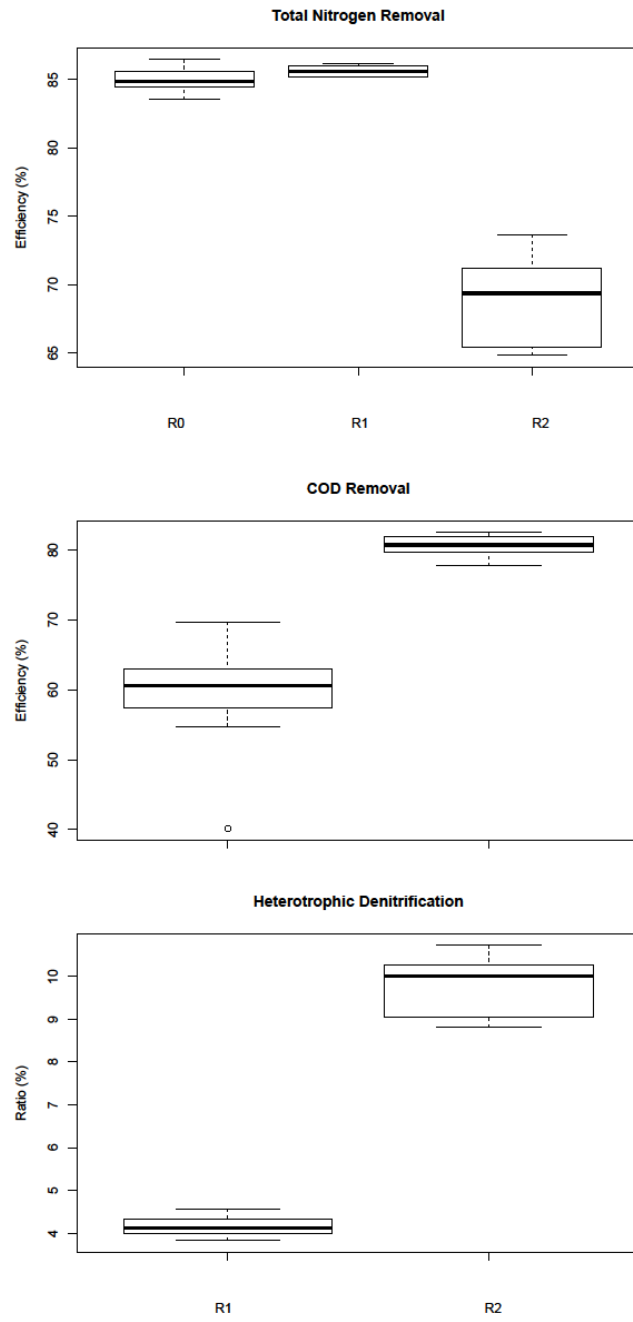 Total Nitrogen Removal
Efficiency (%)
85
80
75
70
65
R0 R1 R2
COD Removal
Efficiency (%)
80
70
60
50
40
Heterotrophic Denitrification
Ratio (%)
10
9
8
7
6
5
4
R1 R2